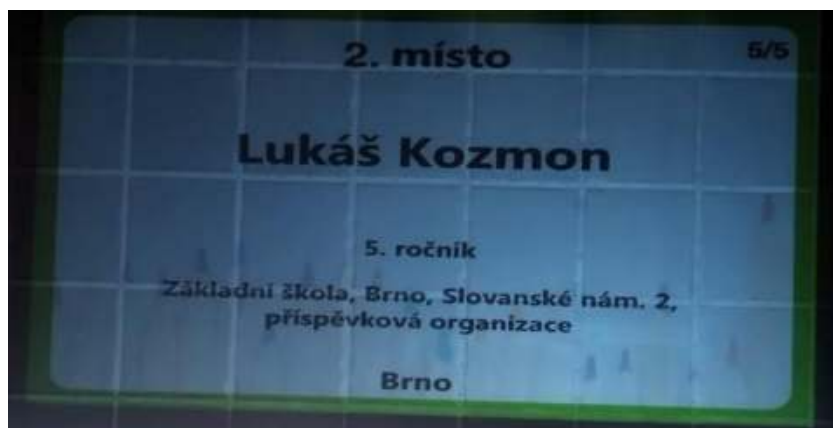 2. místo
5/5
Lukáš Kozmon
5. ročník
Základní škola, Brno, Slovanské nám. 2,
příspěvková organizace
Brno